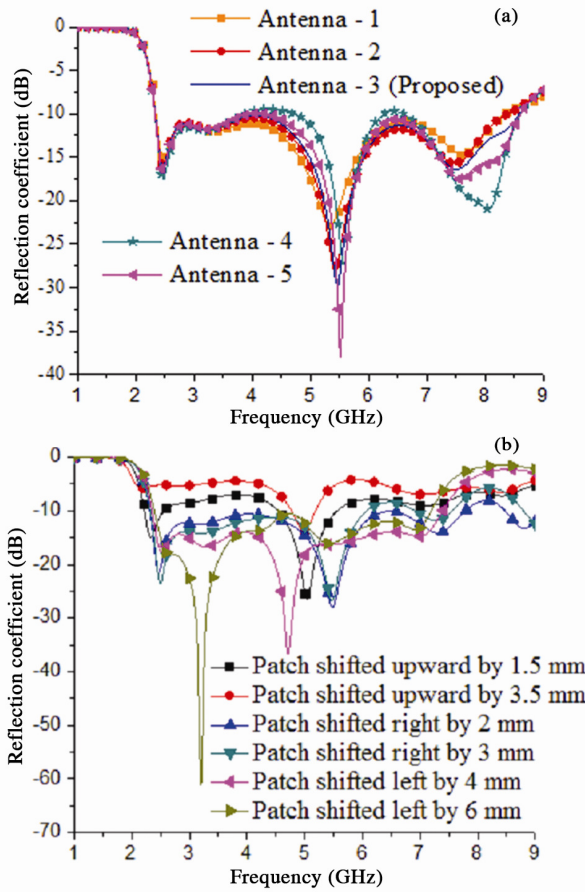 (a)
Antenna - 1
Antenna - 2
Antenna - 3 (Proposed)
Antenna - 4
Antenna - 5
Reflection coefficient (dB)
0
-5
-10
-15
-20
-25
-30
-35
-40
1 2 3 4 5 6 7 8 9
Frequency (GHz)
(b)
Reflection coefficient (dB)
0
-10
-20
-30
-40
-50
-60
-70
Patch shifted upward by 1.5 mm
Patch shifted upward by 3.5 mm
Patch shifted right by 2 mm
Patch shifted right by 3 mm
Patch shifted left by 4 mm
Patch shifted left by 6 mm
1 2 3 4 5 6 7 8 9
Frequency (GHz)